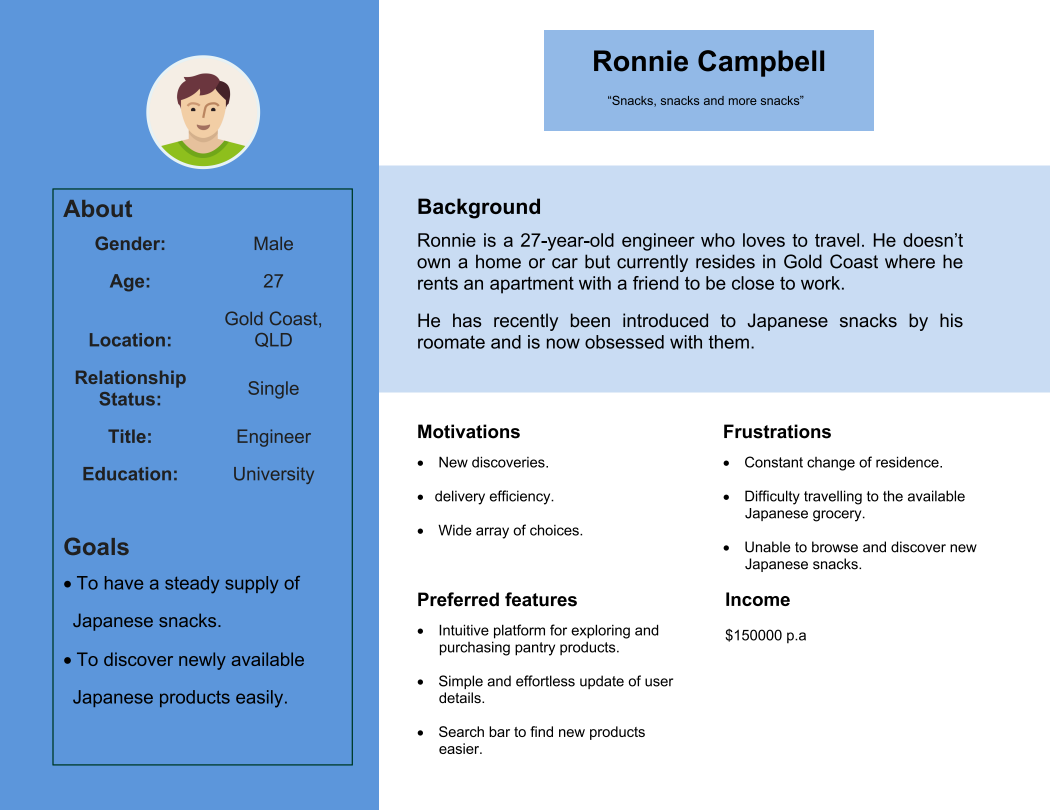 Ronnie Campbell
“Snacks, snacks and more snacks”
About
Gender: Male
Age: 27
Location: Gold Coast,
QLD
Relationship
Status: Single
Title: Engineer
Education: University
Goals
• To have a steady supply of
Japanese snacks.
• To discover newly available
Japanese products easily.
Background
Ronnie is a 27-year-old engineer who loves to travel. He doesn’t
own a home or car but currently resides in Gold Coast where he
rents an apartment with a friend to be close to work.
He has recently been introduced to Japanese snacks by his
roomate and is now obsessed with them.
Motivations
• New discoveries.
• delivery efficiency.
• Wide array of choices.
Frustrations
• Constant change of residence.
• Difficulty travelling to the available
Japanese grocery.
• Unable to browse and discover new
Japanese snacks.
Preferred features
• Intuitive platform for exploring and
purchasing pantry products.
• Simple and effortless update of user
details.
• Search bar to find new products
easier.
Income
$150000 p.a